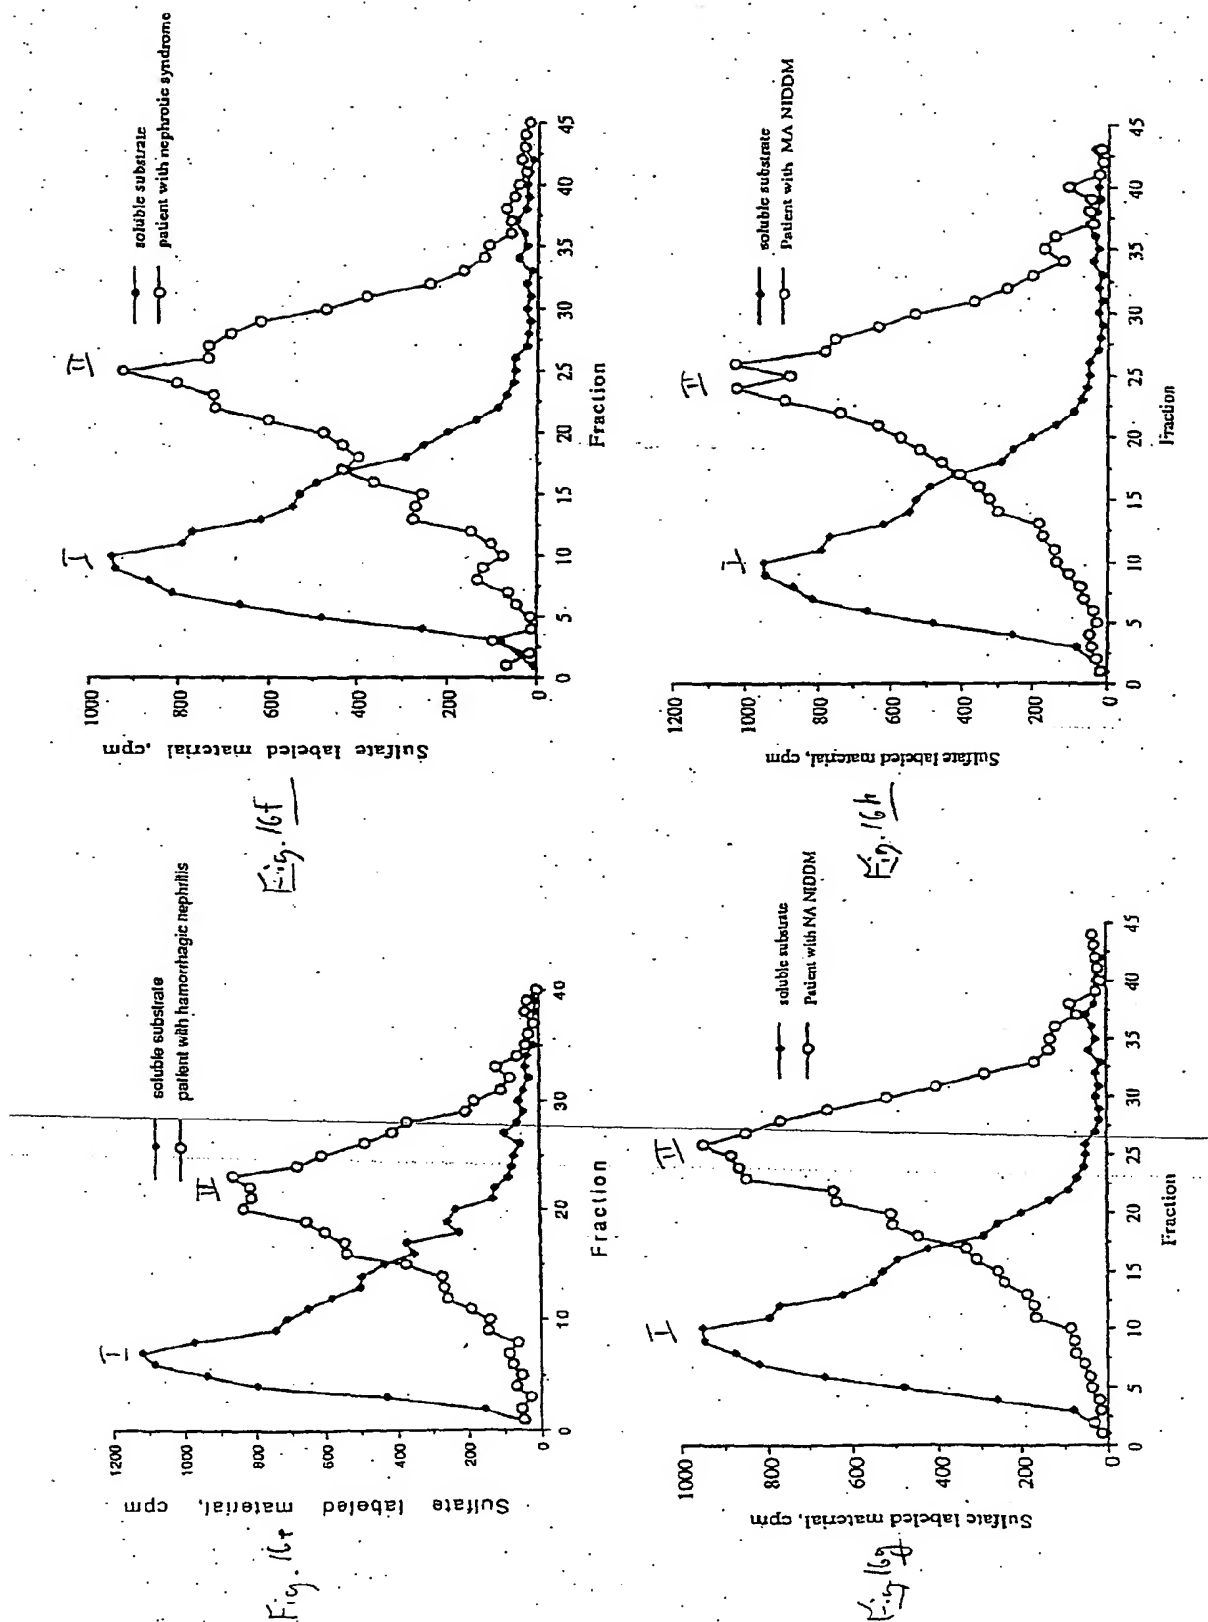 Fig. 16e
1200
1000
800
600
400
200
0
Sulfate labeled material, cpm
0
10
20
30
40
Fraction
soluble substrate
patient with hamorrhagic nephritis
I
II
Fig. 16f
1000
800
600
400
200
0
Sulfate labeled material, cpm
0
5
10
15
20
25
30
35
40
45
Fraction
soluble substrate
patient with nephrotic syndrome
I
II
Fig 16g
1000
800
600
400
200
0
Sulfate labeled material, cpm
0
5
10
15
20
25
30
35
40
45
Fraction
soluble substrate
Patient with NA NIDDM
I
II
Fig. 16h
1200
1000
800
600
400
200
0
Sulfate labeled material, cpm
0
5
10
15
20
25
30
35
40
45
Fraction
soluble substrate
Patient with MA NIDDM
I
II